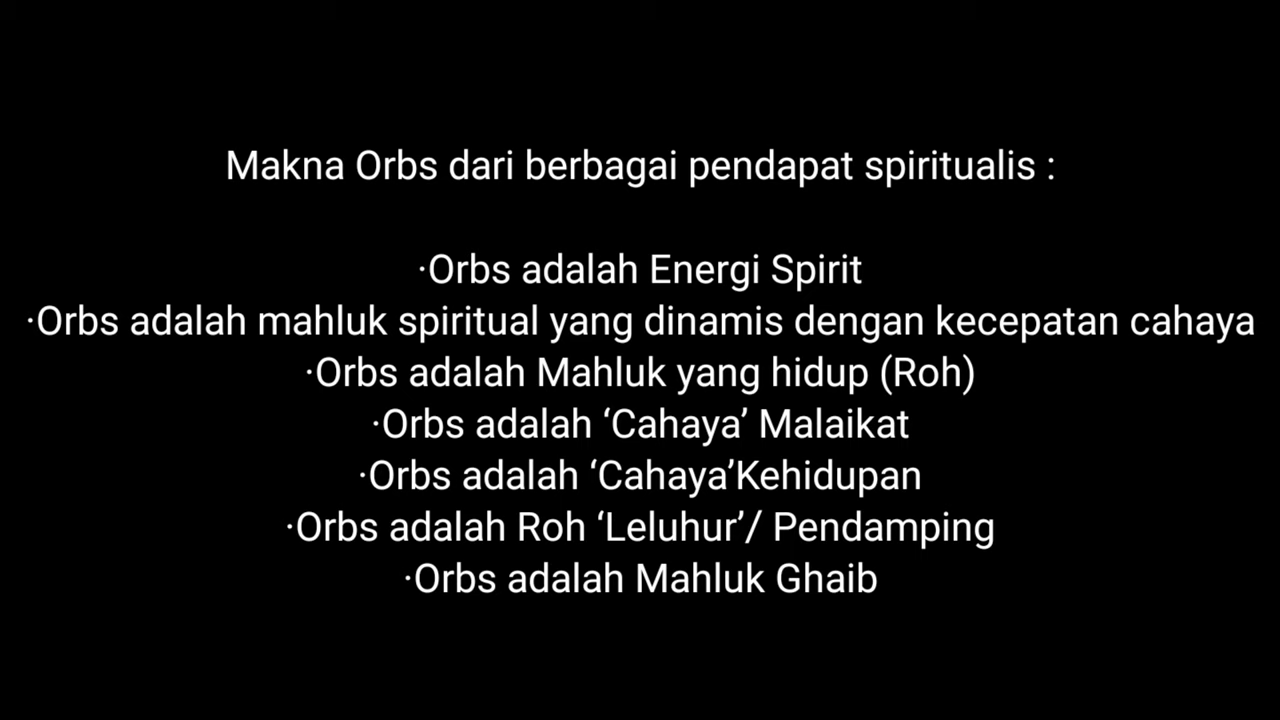 Makna Orbs dari berbagai pendapat spiritualis :
·Orbs adalah Energi Spirit
·Orbs adalah mahluk spiritual yang dinamis dengan kecepatan cahaya
·Orbs adalah Mahluk yang hidup (Roh)
·Orbs adalah ‘Cahaya’ Malaikat
·Orbs adalah ‘Cahaya’Kehidupan
·Orbs adalah Roh ‘Leluhur’/ Pendamping
·Orbs adalah Mahluk Ghaib